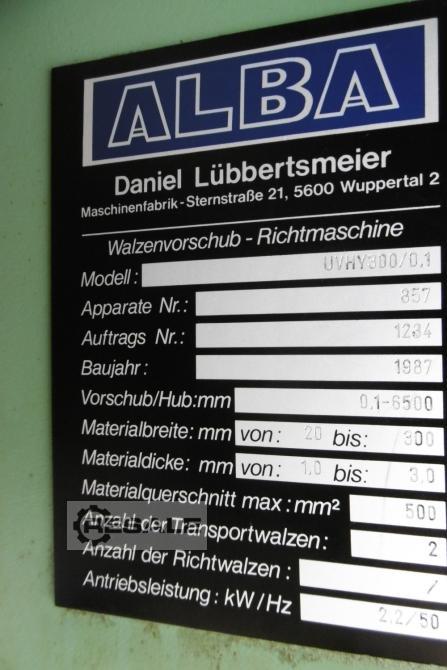 ALBA
Daniel Lübbertsmeier
Maschinenfabrik - Sternstraße 21, 5600 Wuppertal 2
Walzenvorschub - Richtmaschine
Modell: UVHY300/0,1
Apparate Nr.: 857
Auftrags Nr.: 1234
Baujahr: 1987
Vorschub/Hub:mm 0,1-6500
Materialbreite: mm von: 20 bis: 300
Materialdicke: mm von: 1,0 bis: 3,0
Materialquerschnitt max: mm² 500
Anzahl der Transportwalzen: 2
Anzahl der Richtwalzen: /
Antriebsleistung: kW/Hz 2,2/50